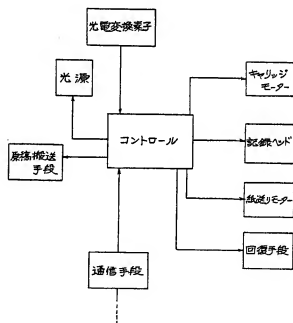 光電変換素子
光源
キャリッジ
モーター
コントロール
記録ヘッド
原稿搬送
手段
紙送りモーター
通信手段
回復手段